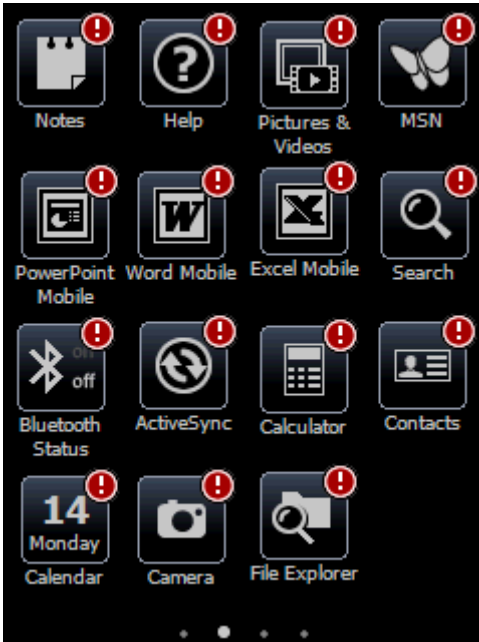 Notes
Help
Pictures &
Videos
MSN
PowerPoint
Mobile
Word Mobile
Excel Mobile
Search
on
off
Bluetooth
Status
ActiveSync
Calculator
Contacts
14
Monday
Calendar
Camera
File Explorer